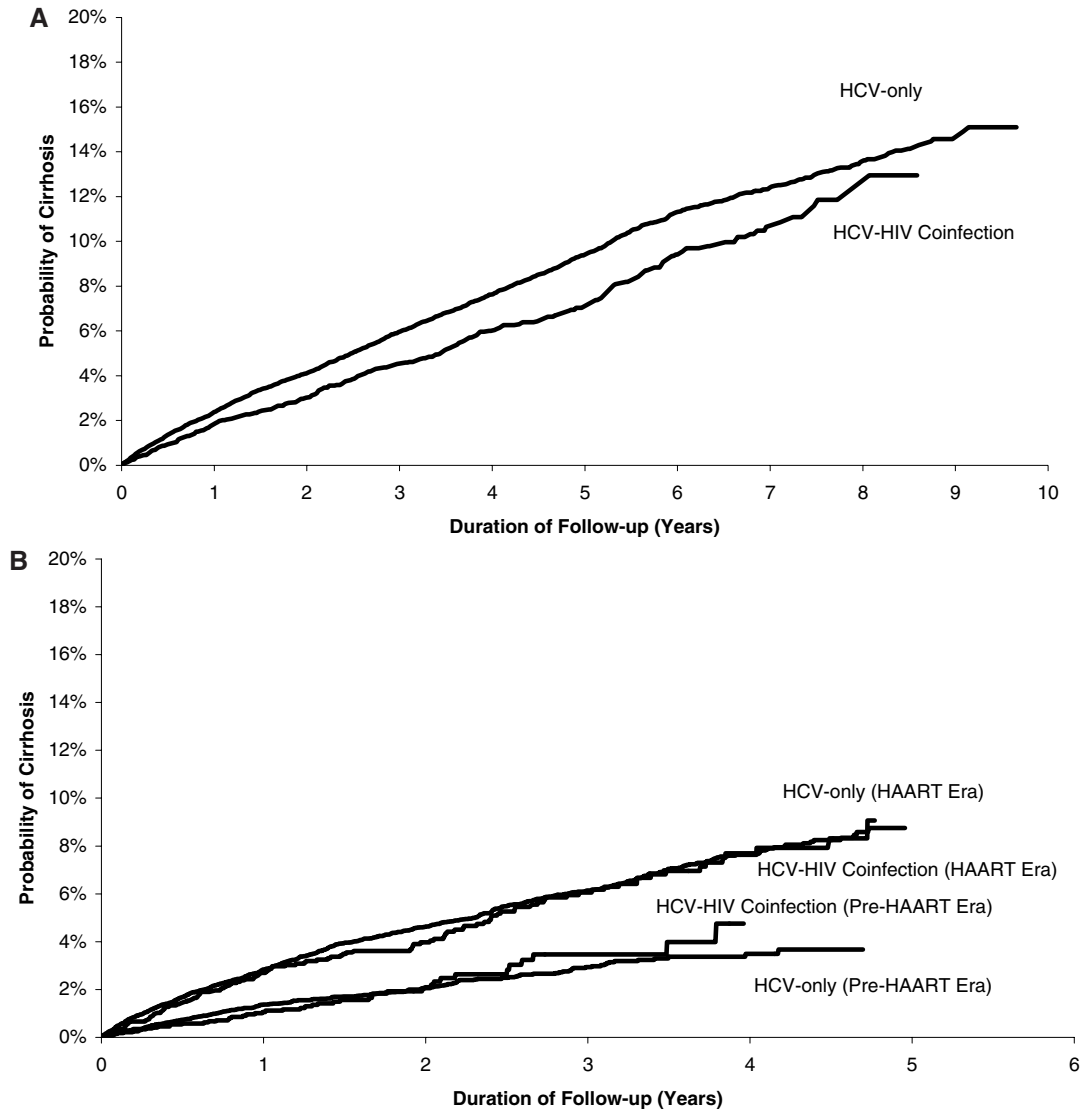 A
20%
18%
16%
14%
12%
10%
8%
6%
4%
2%
0%
Probability of Cirrhosis
HCV-only
HCV-HIV Coinfection
0 1 2 3 4 5 6 7 8 9 10
Duration of Follow-up (Years)
B
20%
18%
16%
14%
12%
10%
8%
6%
4%
2%
0%
Probability of Cirrhosis
HCV-only (HAART Era)
HCV-HIV Coinfection (HAART Era)
HCV-HIV Coinfection (Pre-HAART Era)
HCV-only (Pre-HAART Era)
0 1 2 3 4 5 6
Duration of Follow-up (Years)